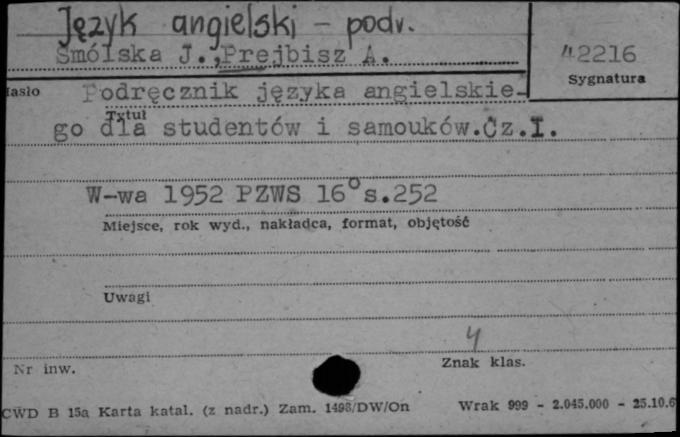 Język angielski – podr.
Smólska J., Prejbisz A.
42216
Sygnatura
Hasło Podręcznik języka angielskie-
Tytuł
go dla studentów i samouków.Cz.I.
W-wa 1952 PZWS 16° s.252
Miejsce, rok wyd., nakładca, format, objętość
Uwagi
4
Nr inw. Znak klas.
CWD B 15a Karta katal. (z nadr.) Zam. 1498/DW/On Wrak 999 - 2.045.000 - 25.10.6